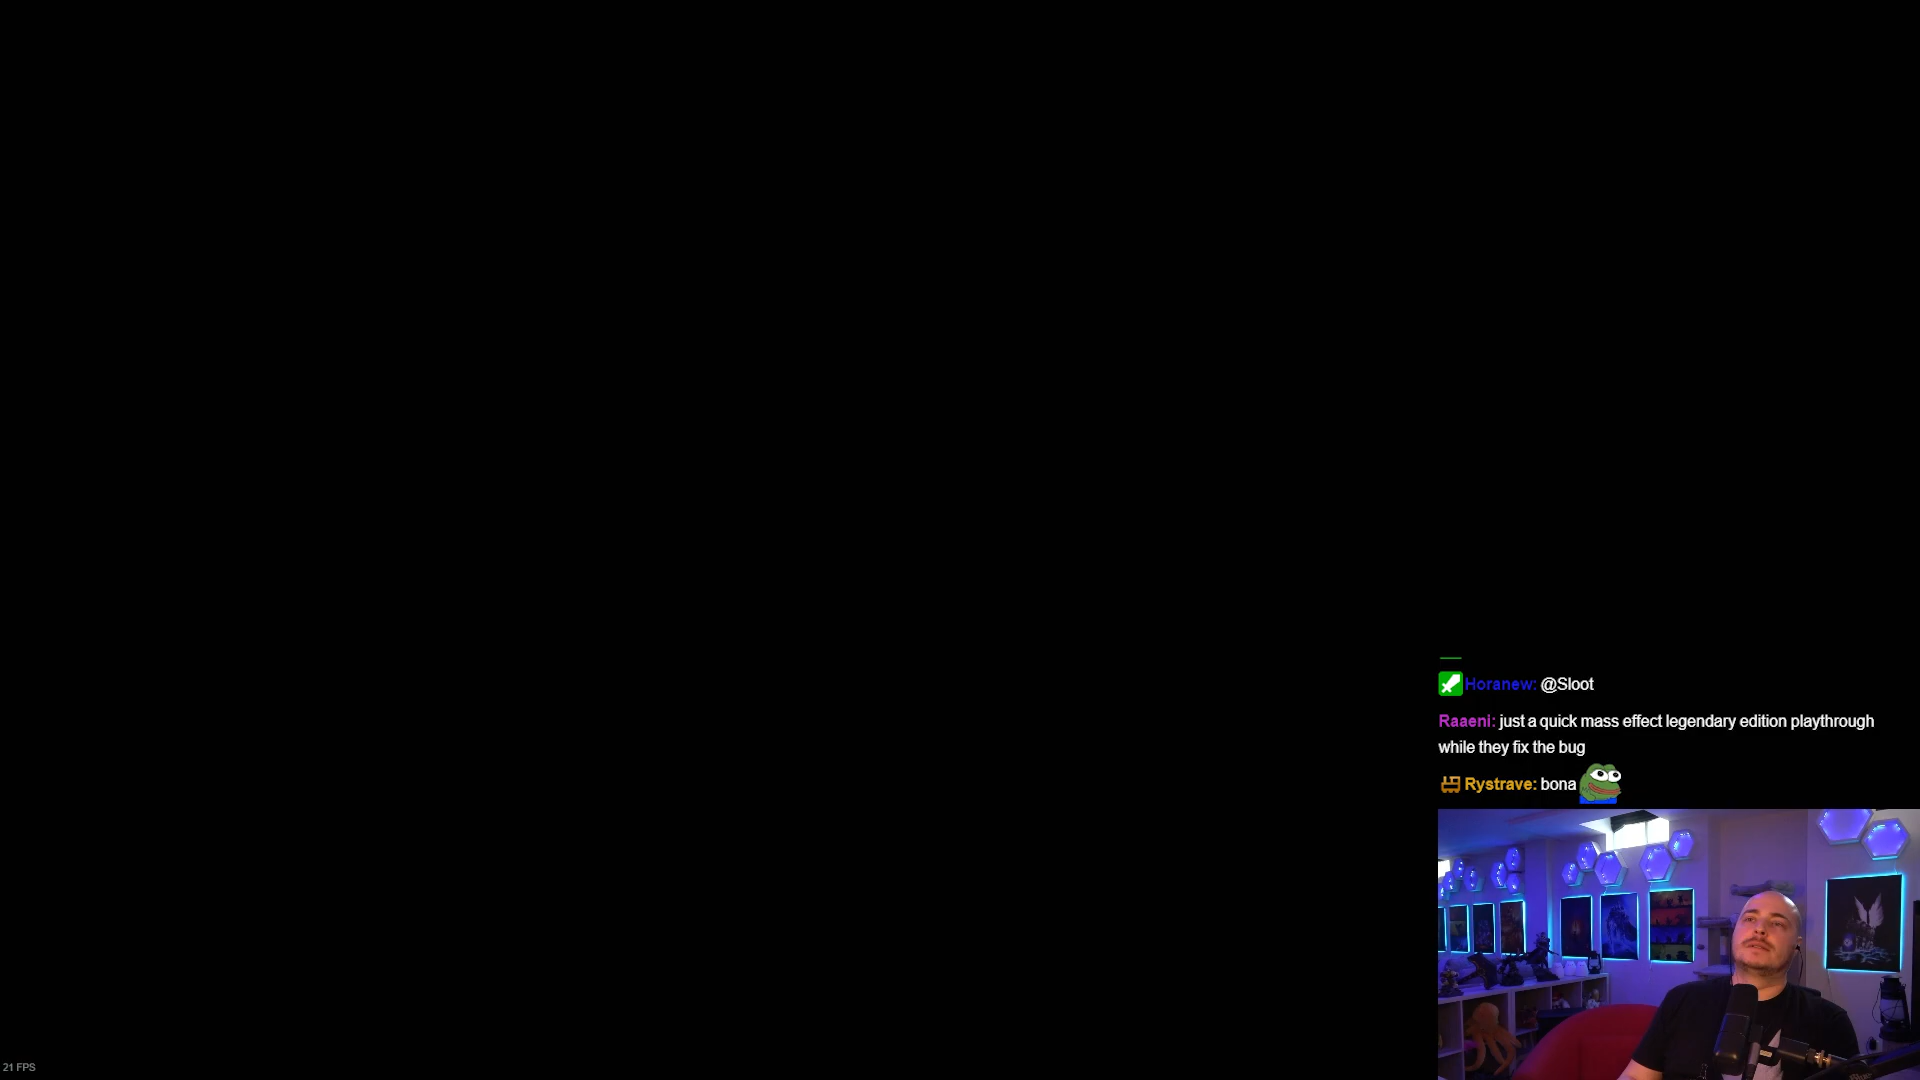 Horanew: @Sloot
Raaeni: just a quick mass effect legendary edition playthrough
while they fix the bug
Rystrave: bona
21 FPS